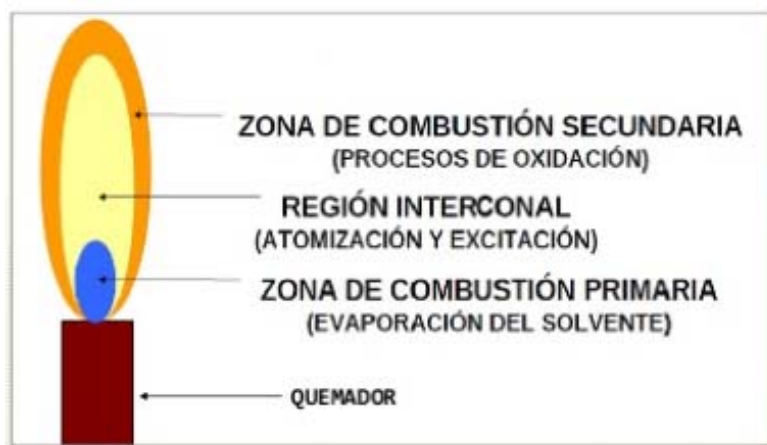 ZONA DE COMBUSTIÓN SECUNDARIA
(PROCESOS DE OXIDACIÓN)
REGIÓN INTERCONAL
(ATOMIZACIÓN Y EXCITACIÓN)
ZONA DE COMBUSTIÓN PRIMARIA
(EVAPORACIÓN DEL SOLVENTE)
QUEMADOR